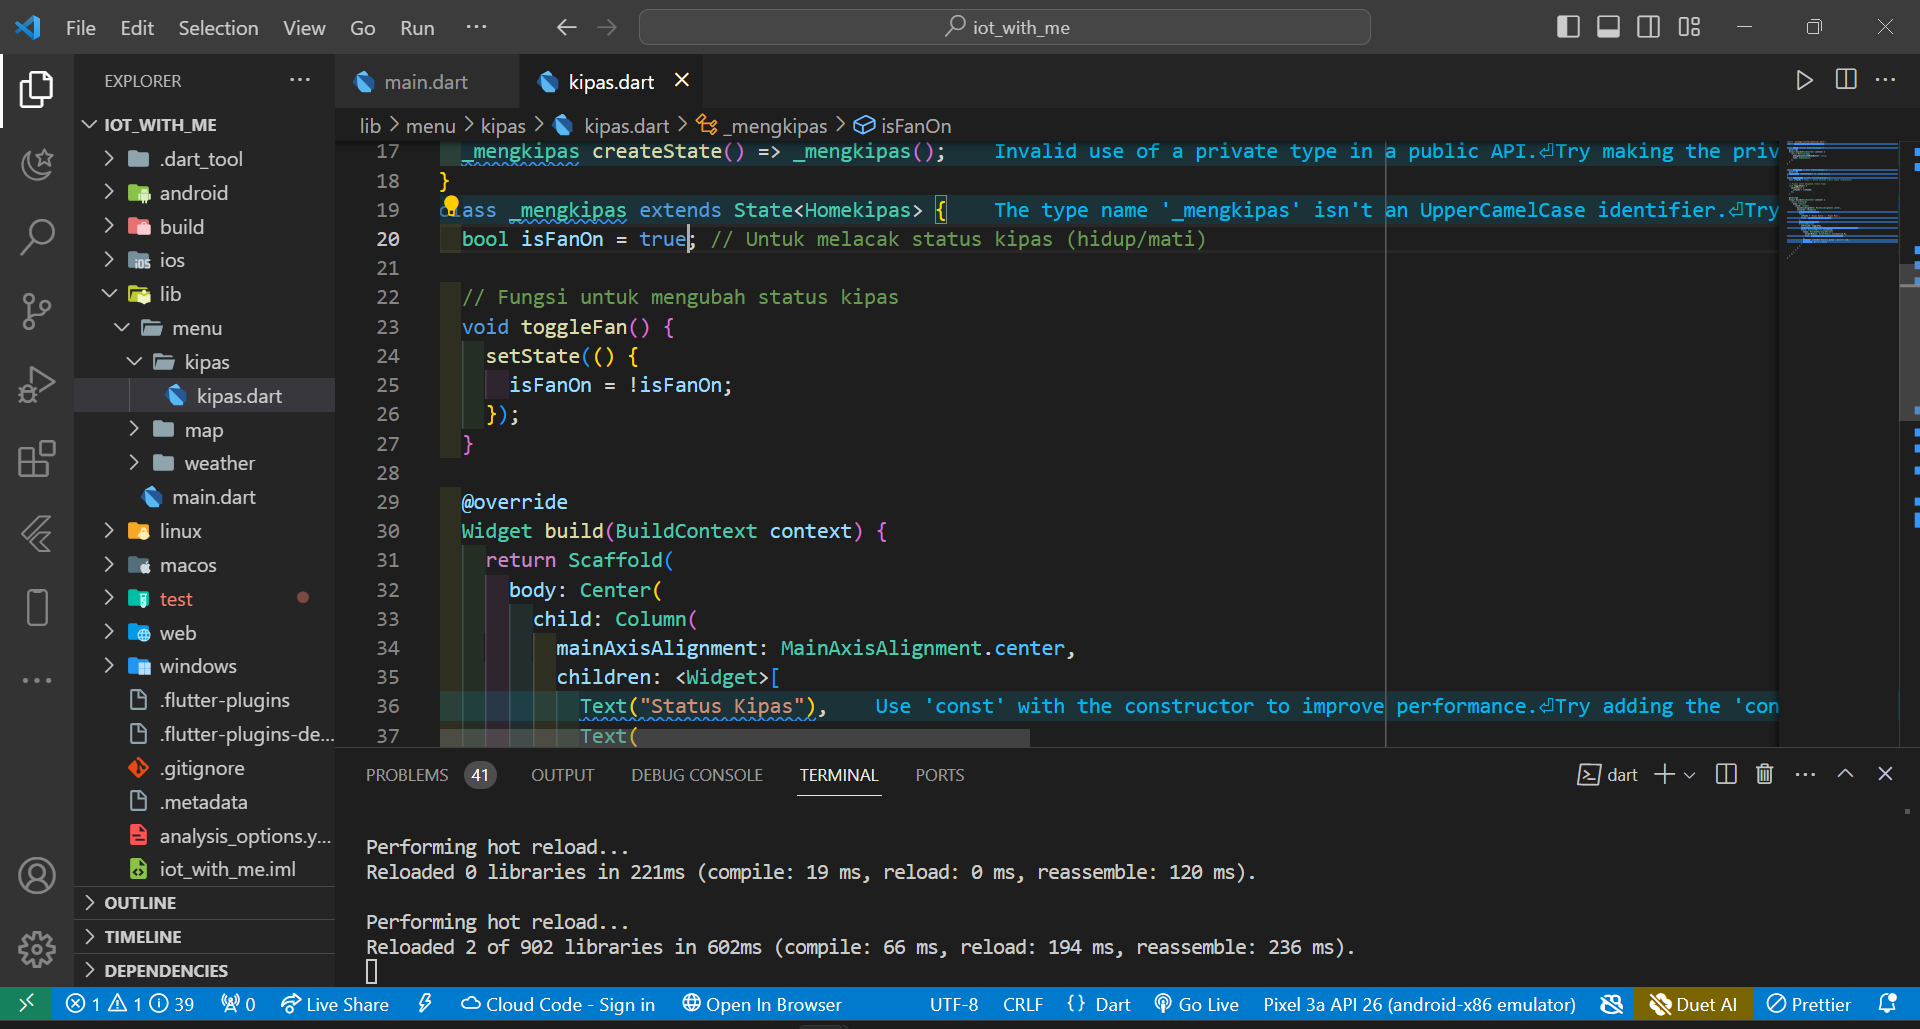 File Edit Selection View Go Run ···
iot_with_me
EXPLORER ···
IOT_WITH_ME
.dart_tool
android
build
ios
lib
menu
kipas
kipas.dart
map
weather
main.dart
linux
macos
test
web
windows
.flutter-plugins
.flutter-plugins-de...
.gitignore
.metadata
analysis_options.y...
iot_with_me.iml
OUTLINE
TIMELINE
DEPENDENCIES
main.dart kipas.dart
lib > menu > kipas > kipas.dart > _mengkipas > isFanOn
17 _mengkipas createState() => _mengkipas(); Invalid use of a private type in a public API.⏎Try making the priv
18 }
19 class _mengkipas extends State<Homekipas> { The type name '_mengkipas' isn't an UpperCamelCase identifier.⏎Try
20 bool isFanOn = true; // Untuk melacak status kipas (hidup/mati)
21
22 // Fungsi untuk mengubah status kipas
23 void toggleFan() {
24 setState(() {
25 isFanOn = !isFanOn;
26 });
27 }
28
29 @override
30 Widget build(BuildContext context) {
31 return Scaffold(
32 body: Center(
33 child: Column(
34 mainAxisAlignment: MainAxisAlignment.center,
35 children: <Widget>[
36 Text("Status Kipas"), Use 'const' with the constructor to improve performance.⏎Try adding the 'con
37 Text(
PROBLEMS 41 OUTPUT DEBUG CONSOLE TERMINAL PORTS
dart
Performing hot reload...
Reloaded 0 libraries in 221ms (compile: 19 ms, reload: 0 ms, reassemble: 120 ms).
Performing hot reload...
Reloaded 2 of 902 libraries in 602ms (compile: 66 ms, reload: 194 ms, reassemble: 236 ms).
1 1 39 0 Live Share Cloud Code - Sign in Open In Browser UTF-8 CRLF {} Dart Go Live Pixel 3a API 26 (android-x86 emulator) Duet AI Prettier